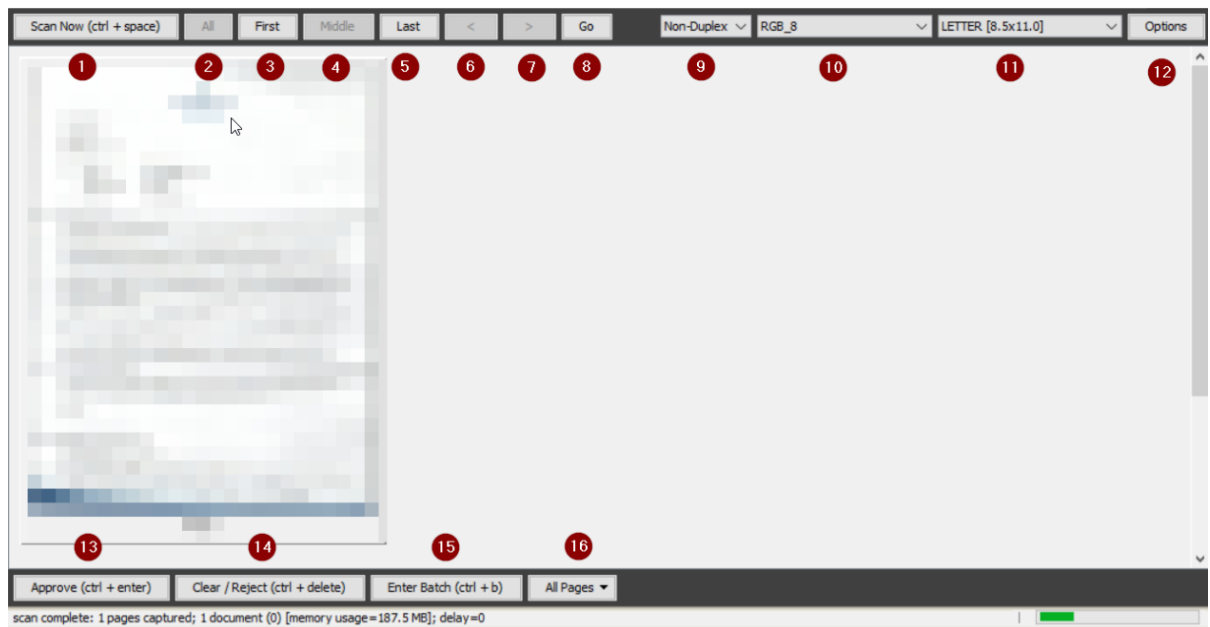 Scan Now (ctrl + space) All First Middle Last < > Go Non-Duplex RGB_8 LETTER [8.5x11.0] Options
1 2 3 4 5 6 7 8 9 10 11 12
13 14 15 16
Approve (ctrl + enter) Clear / Reject (ctrl + delete) Enter Batch (ctrl + b) All Pages
scan complete: 1 pages captured; 1 document (0) [memory usage=187.5 MB]; delay=0